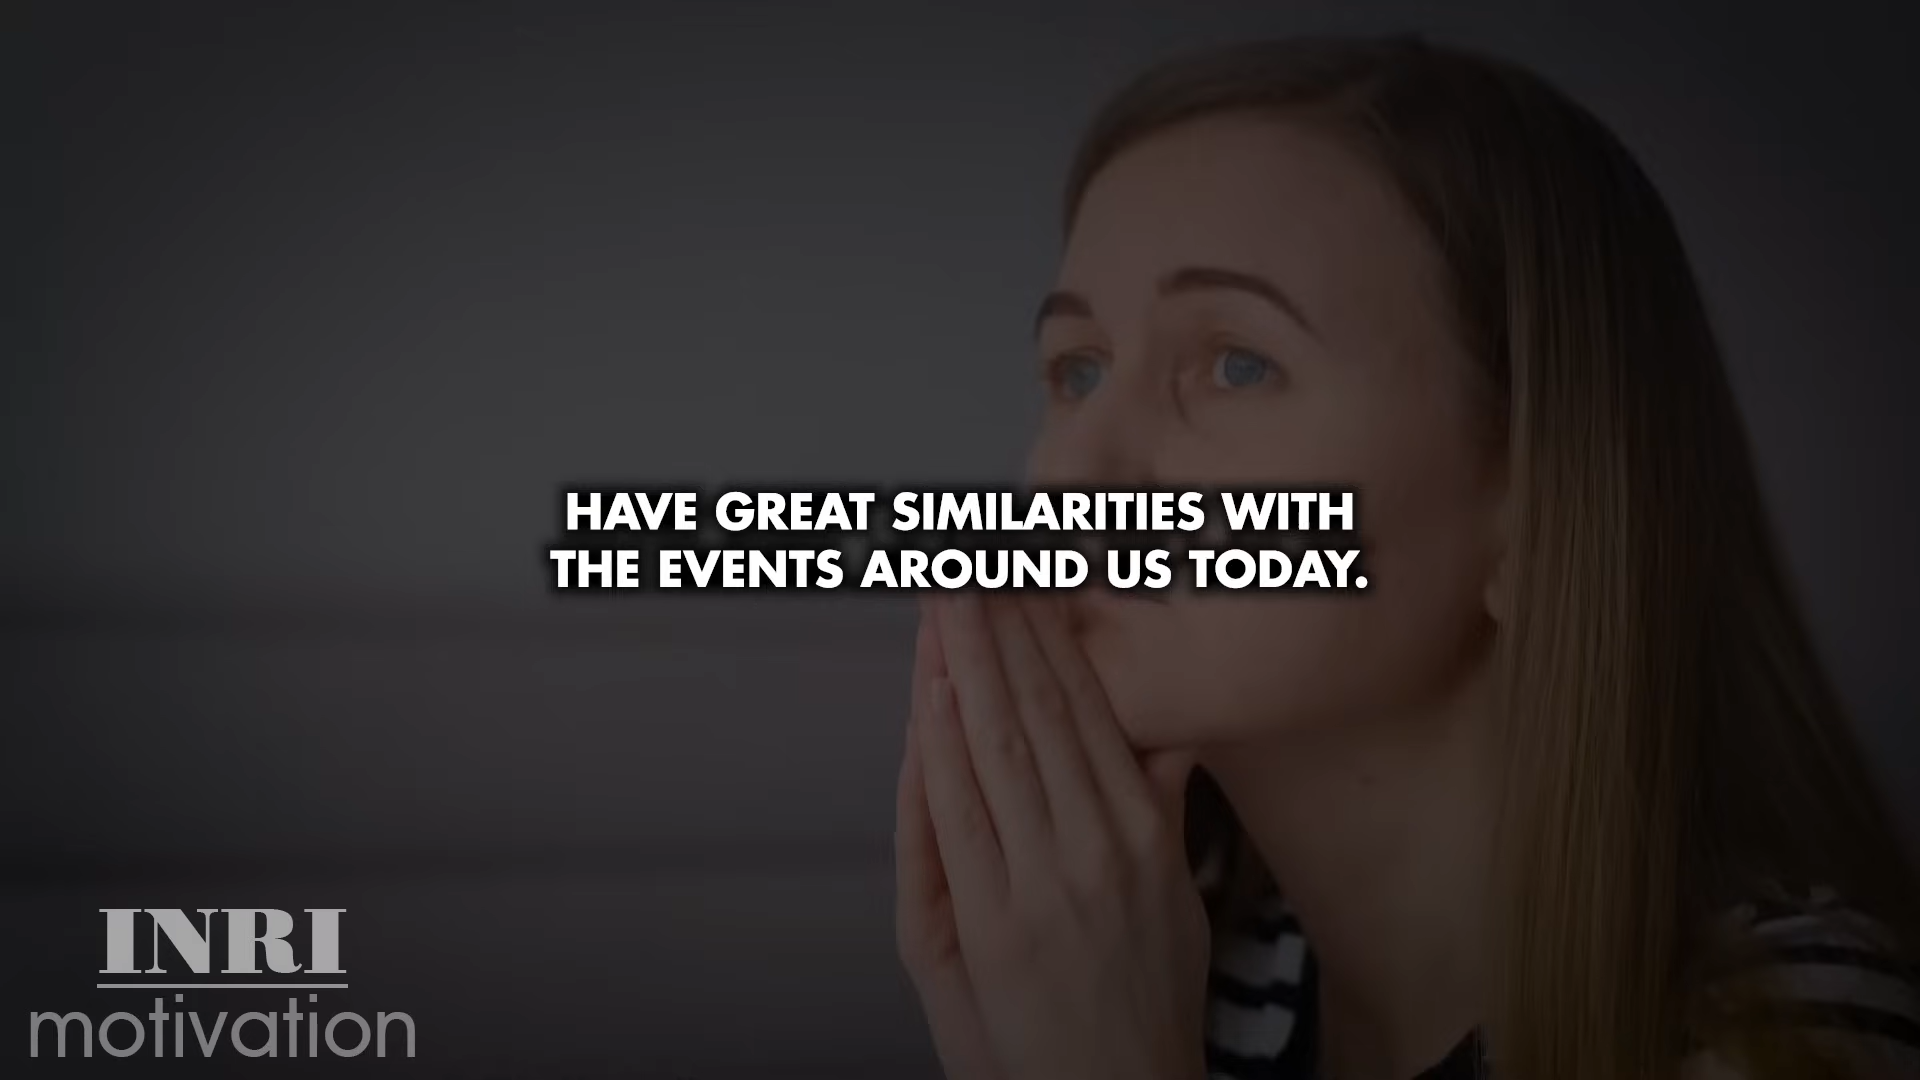 HAVE GREAT SIMILARITIES WITH
THE EVENTS AROUND US TODAY.
INRI
motivation